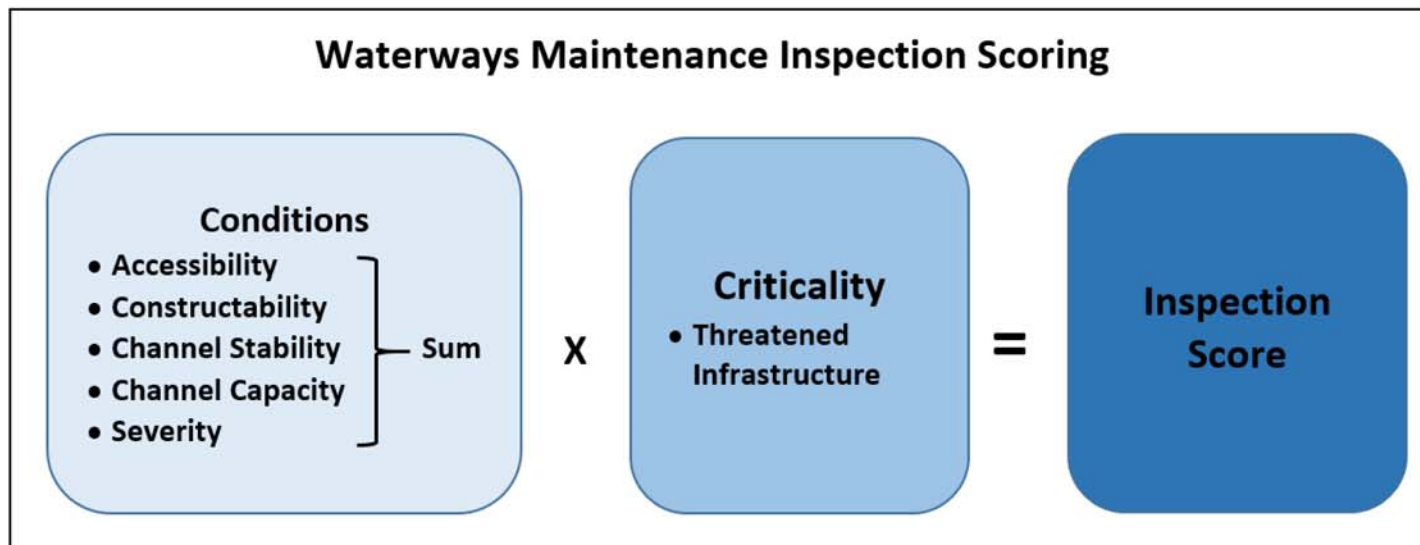 Waterways Maintenance Inspection Scoring
Conditions
• Accessibility
• Constructability
• Channel Stability
• Channel Capacity
• Severity
Sum
x
Criticality
• Threatened
Infrastructure
=
Inspection
Score